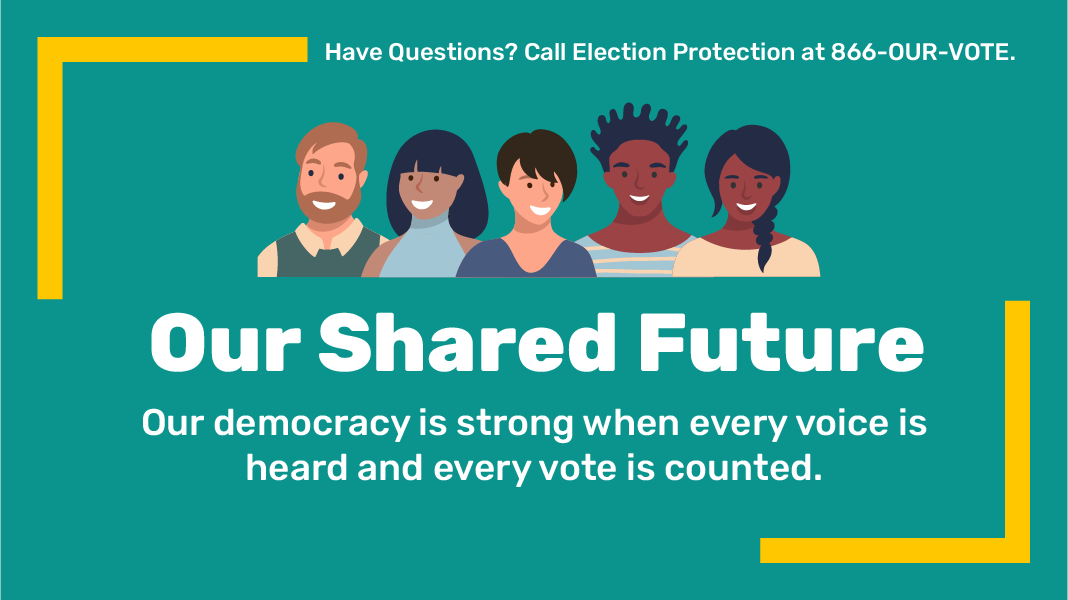 Have Questions? Call Election Protection at 866-OUR-VOTE.
Our Shared Future
Our democracy is strong when every voice is
heard and every vote is counted.